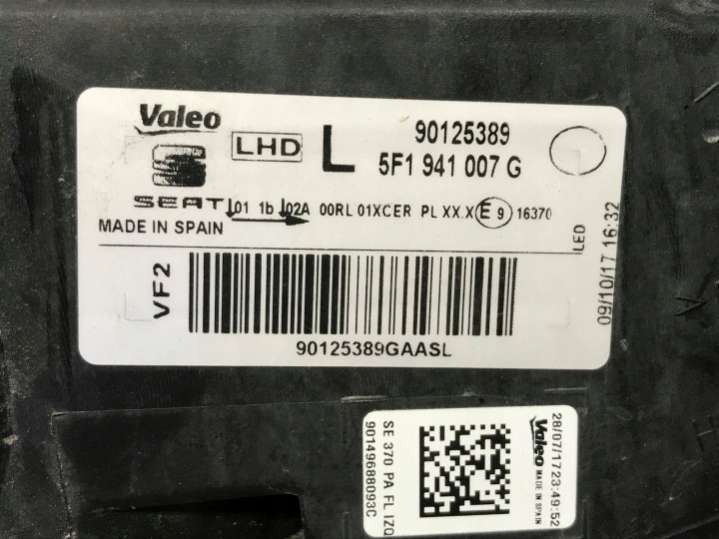 Valeo
SEAT
MADE IN SPAIN
LHD
L
90125389
5F1 941 007 G
01 1b 02A 00RL 01XCER PL XX.X E 9 16370
LED
09/10/17 16:32
VF2
90125389GAASL
SE 370 PA FL IZQ
90149688093C
Valeo MADE IN SPAIN
28/07/17 23:49:52